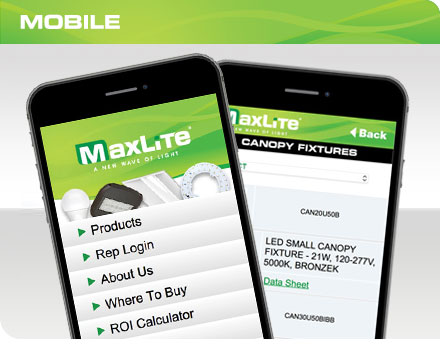 MOBILE
MAXLITE®
A NEW WAVE OF LIGHT
Products
Rep Login
About Us
Where To Buy
ROI Calculator
MAXLITE®
A NEW WAVE OF LIGHT
Back
CANOPY FIXTURES
CAN20U50B
LED SMALL CANOPY
FIXTURE - 21W, 120-277V,
5000K, BRONZEK
Data Sheet
CAN30U50BIBB